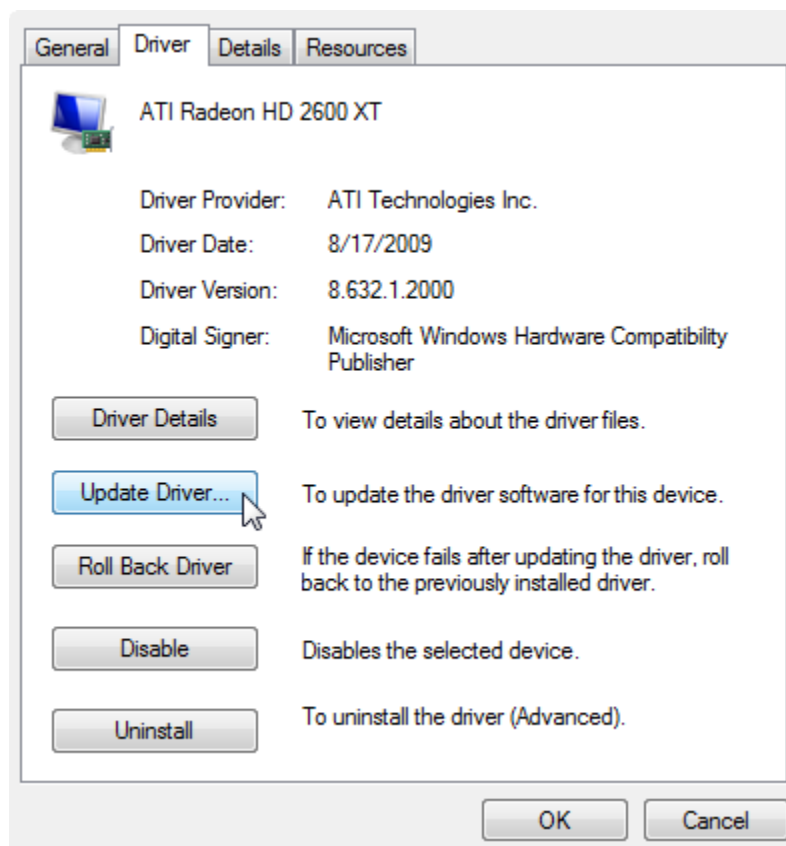 General Driver Details Resources
ATI Radeon HD 2600 XT
Driver Provider: ATI Technologies Inc.
Driver Date: 8/17/2009
Driver Version: 8.632.1.2000
Digital Signer: Microsoft Windows Hardware Compatibility
Publisher
Driver Details To view details about the driver files.
Update Driver... To update the driver software for this device.
Roll Back Driver If the device fails after updating the driver, roll
back to the previously installed driver.
Disable Disables the selected device.
Uninstall To uninstall the driver (Advanced).
OK Cancel